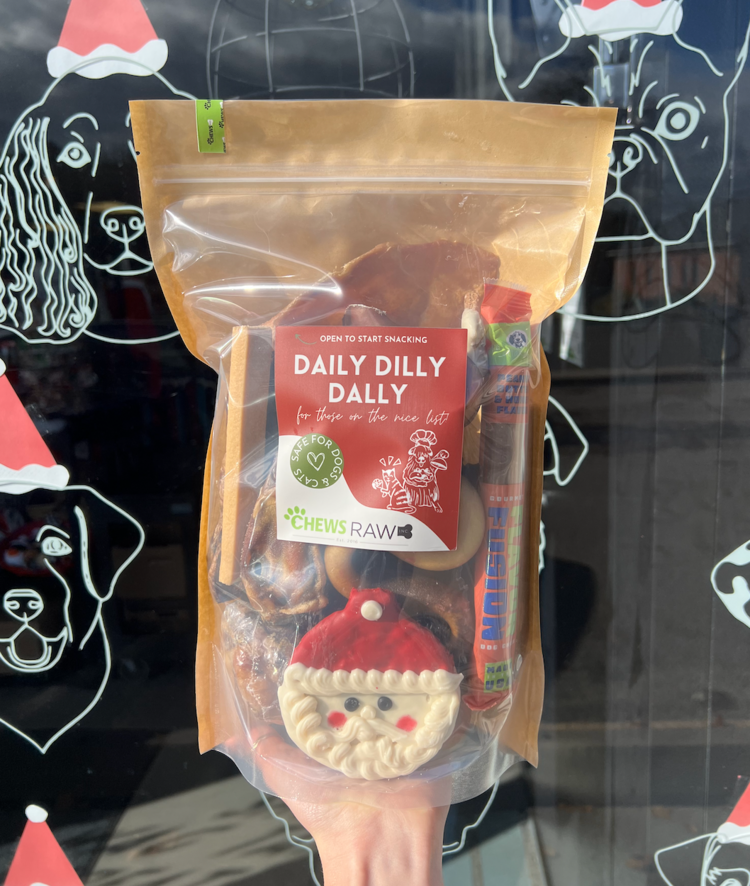 OPEN TO START SNACKING
DAILY DILLY
DALLY
for those on the nice list!
SAFE FOR DOGS & CATS
CHEWS RAW
FUSION